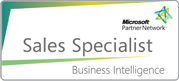 Microsoft
Partner Network
Sales Specialist
Business Intelligence